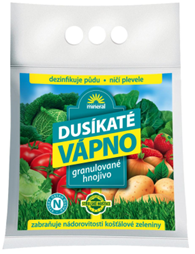 dezinfikuje půdu • ničí plevele
mineral
DUSÍKATÉ
VÁPNO
granulované
hnojivo
N
zabraňuje nádorovitosti košťálové zeleniny